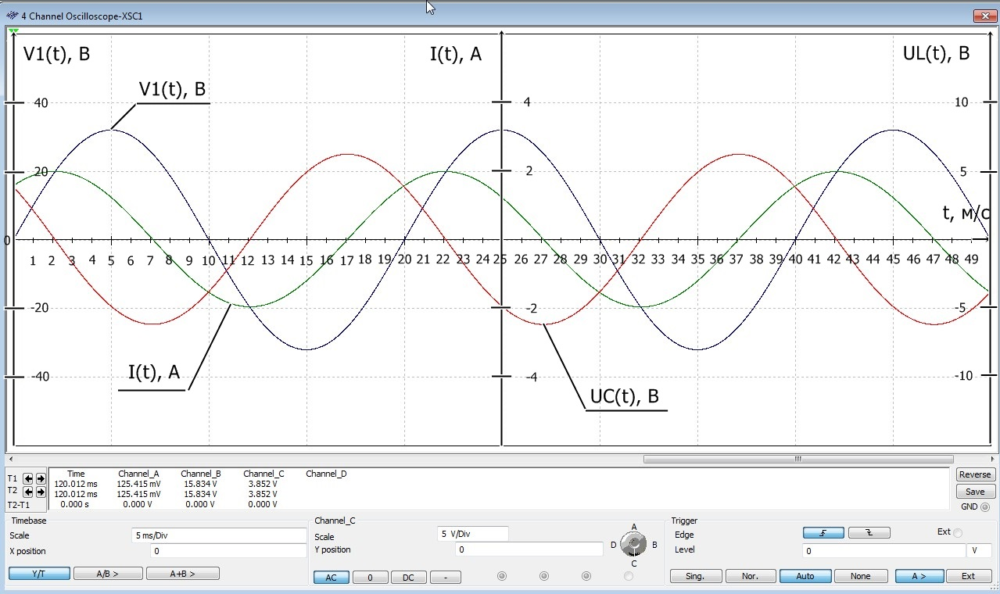 4 Channel Oscilloscope-XSC1
V1(t), В
I(t), А
UL(t), В
V1(t), В
40
4
10
20
2
5
t, м/с
0
1 2 3 4 5 6 7 8 9 10 11 12 13 14 15 16 17 18 19 20 21 22 23 24 25 26 27 28 29 30 31 32 33 34 35 36 37 38 39 40 41 42 43 44 45 46 47 48 49
-20
-2
-5
I(t), А
-40
-4
-10
UC(t), В
T1
T2
T2-T1
Time Channel_A Channel_B Channel_C Channel_D
120.012 ms 125.415 mV 15.834 V 3.852 V
120.012 ms 125.415 mV 15.834 V 3.852 V
0.000 s 0.000 V 0.000 V 0.000 V
Reverse
Save
GND
Timebase
Scale 5 ms/Div
X position 0
Y/T A/B > A+B >
Channel_C
Scale 5 V/Div
Y position 0
AC 0 DC -
A
D B
C
Trigger
Edge Ext
Level 0 V
Sing. Nor. Auto None A > Ext